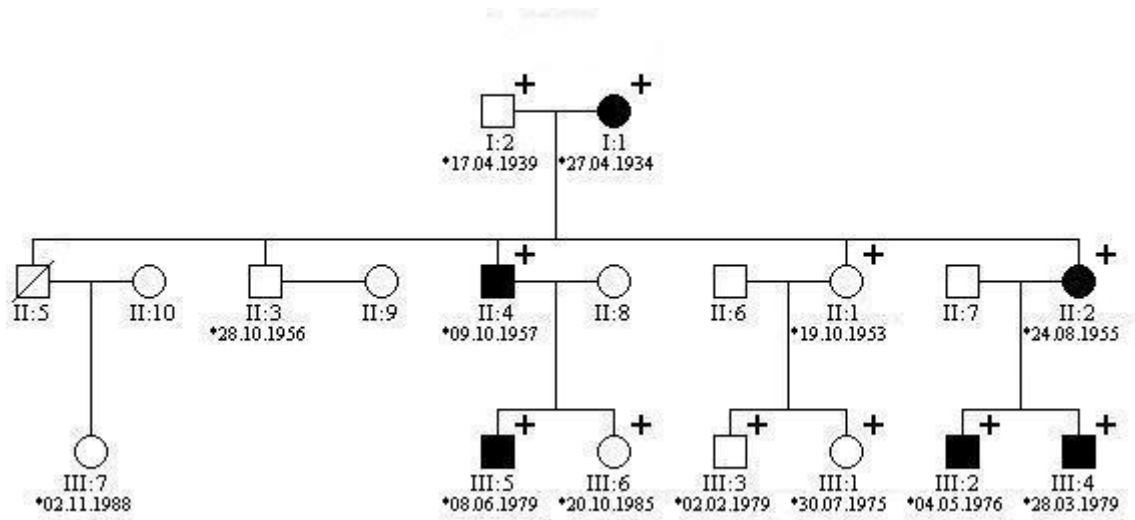 I:2 I:1
*17.04.1939 *27.04.1934
II:5 II:10 II:3 II:9 II:4 II:8 II:6 II:1 II:7 II:2
*28.10.1956 *09.10.1957 *19.10.1953 *24.08.1955
III:7 III:5 III:6 III:3 III:1 III:2 III:4
*02.11.1988 *08.06.1979 *20.10.1985 *02.02.1979 *30.07.1975 *04.05.1976 *28.03.1979